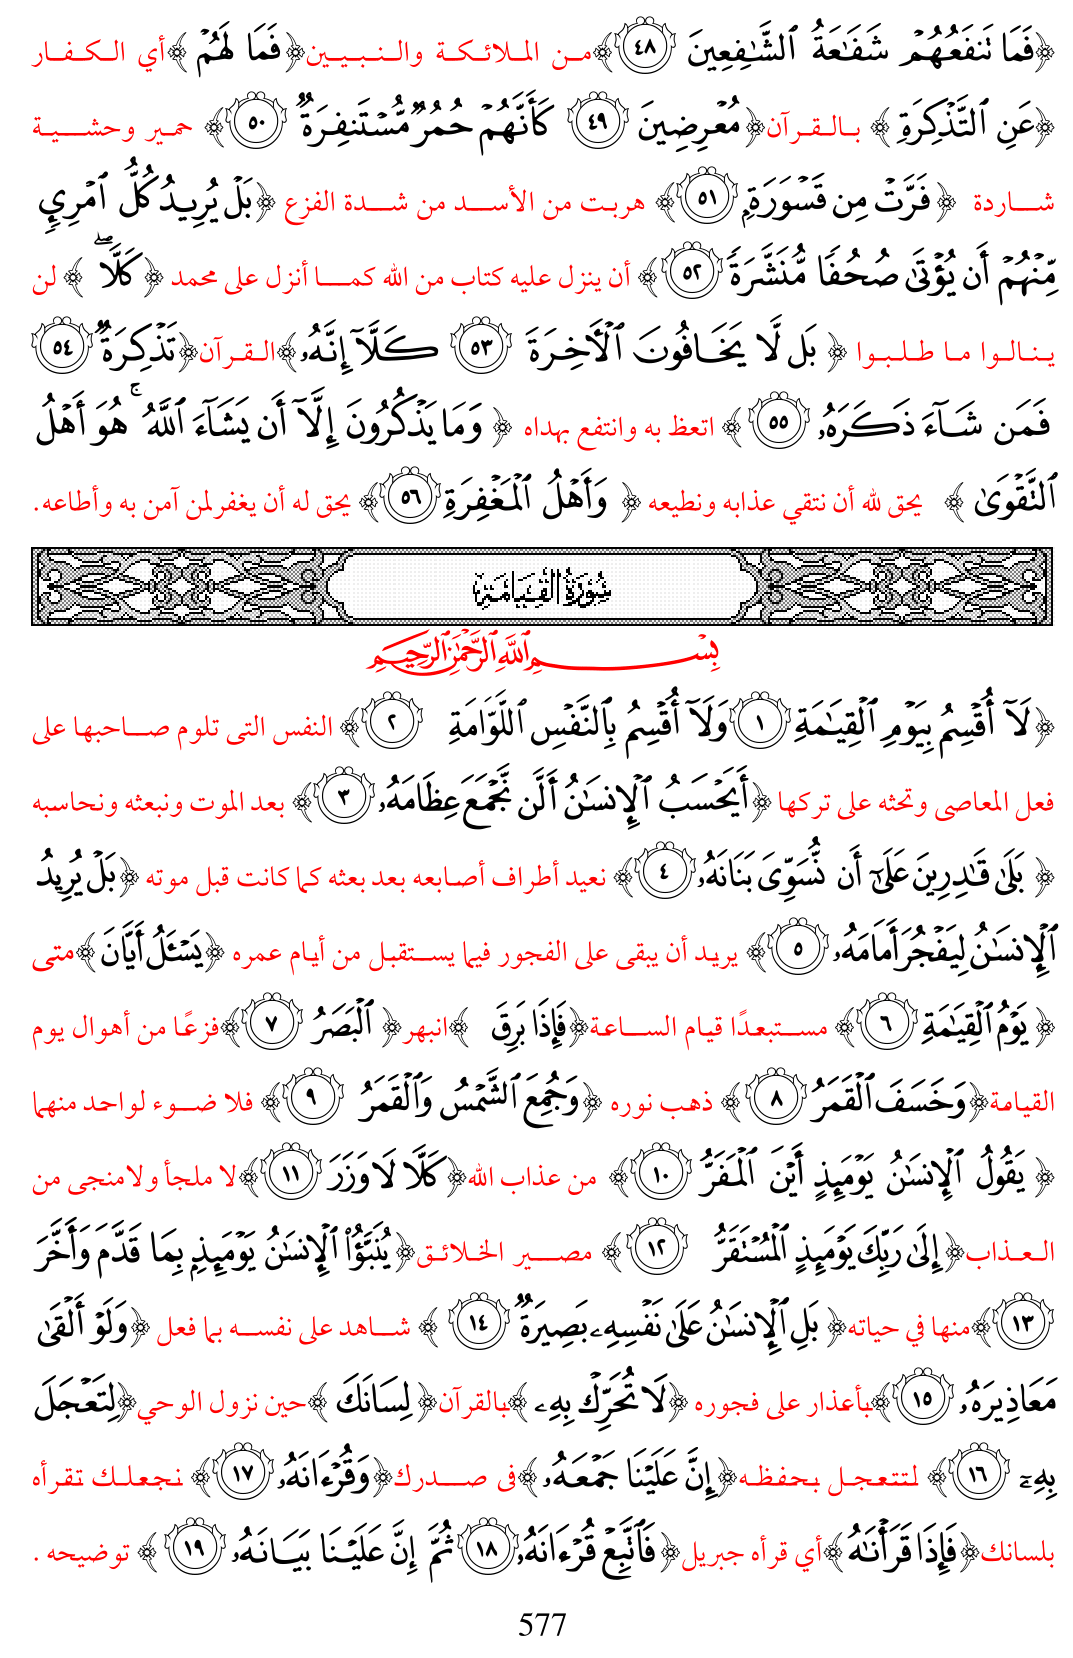 ﴿فَمَا تَنفَعُهُمْ شَفَٰعَةُ ٱلشَّٰفِعِينَ ٤٨﴾من الملائكة والنبيين﴿فَمَا لَهُمْ﴾أي الكفار
﴿عَنِ ٱلتَّذْكِرَةِ﴾ بالقرآن﴿مُعْرِضِينَ ٤٩ كَأَنَّهُمْ حُمُرٌ مُّسْتَنفِرَةٌ ٥٠﴾ حمير وحشية
شاردة ﴿فَرَّتْ مِن قَسْوَرَةٍۭ ٥١﴾ هربت من الأسد من شدة الفزع ﴿بَلْ يُرِيدُ كُلُّ ٱمْرِيٕٖ
مِّنْهُمْ أَن يُؤْتَىٰ صُحُفًا مُّنَشَّرَةً ٥٢﴾ أن ينزل عليه كتاب من الله كما أنزل على محمد ﴿كَلَّاۖ﴾ لن
ينالوا ما طلبوا ﴿بَل لَّا يَخَافُونَ ٱلْأَخِرَةَ ٥٣ كَلَّآ إِنَّهُۥ﴾القرآن﴿تَذْكِرَةٌ ٥٤
فَمَن شَآءَ ذَكَرَهُۥ ٥٥﴾ اتعظ به وانتفع بهداه ﴿وَمَا يَذْكُرُونَ إِلَّآ أَن يَشَآءَ ٱللَّهُۚ هُوَ أَهْلُ
ٱلتَّقْوَىٰ﴾ يحق لله أن نتقي عذابه ونطيعه ﴿وَأَهْلُ ٱلْمَغْفِرَةِ ٥٦﴾ يحق له أن يغفر لمن آمن به وأطاعه.
سُورَةُ القِيَامَةِ
بِسْمِ ٱللَّهِ ٱلرَّحْمَٰنِ ٱلرَّحِيمِ
﴿لَآ أُقْسِمُ بِيَوْمِ ٱلْقِيَٰمَةِ ١ وَلَآ أُقْسِمُ بِٱلنَّفْسِ ٱللَّوَّامَةِ ٢﴾ النفس التى تلوم صاحبها على
فعل المعاصى وتحثه على تركها ﴿أَيَحْسَبُ ٱلْإِنسَٰنُ أَلَّن نَّجْمَعَ عِظَامَهُۥ ٣﴾ بعد الموت ونبعثه ونحاسبه
﴿بَلَىٰ قَٰدِرِينَ عَلَىٰٓ أَن نُّسَوِّىَ بَنَانَهُۥ ٤﴾ نعيد أطراف أصابعه بعد بعثه كما كانت قبل موته ﴿بَلْ يُرِيدُ
ٱلْإِنسَٰنُ لِيَفْجُرَ أَمَامَهُۥ ٥﴾ يريد أن يبقى على الفجور فيما يستقبل من أيام عمره ﴿يَسْـَٔلُ أَيَّانَ﴾متى
﴿يَوْمُ ٱلْقِيَٰمَةِ ٦﴾ مستبعدًا قيام الساعة﴿فَإِذَا بَرِقَ﴾انبهر﴿ٱلْبَصَرُ ٧﴾فزعًا من أهوال يوم
القيامة﴿وَخَسَفَ ٱلْقَمَرُ ٨﴾ ذهب نوره ﴿وَجُمِعَ ٱلشَّمْسُ وَٱلْقَمَرُ ٩﴾ فلا ضوء لواحد منهما
﴿يَقُولُ ٱلْإِنسَٰنُ يَوْمَئِذٍ أَيْنَ ٱلْمَفَرُّ ١٠﴾ من عذاب الله﴿كَلَّا لَا وَزَرَ ١١﴾لا ملجأ ولا منجى من
العذاب﴿إِلَىٰ رَبِّكَ يَوْمَئِذٍ ٱلْمُسْتَقَرُّ ١٢﴾ مصير الخلائق﴿يُنَبَّؤُا۟ ٱلْإِنسَٰنُ يَوْمَئِذٍۭ بِمَا قَدَّمَ وَأَخَّرَ
١٣﴾منها في حياته﴿بَلِ ٱلْإِنسَٰنُ عَلَىٰ نَفْسِهِۦ بَصِيرَةٌ ١٤﴾ شاهد على نفسه بما فعل ﴿وَلَوْ أَلْقَىٰ
مَعَاذِيرَهُۥ ١٥﴾بأعذار على فجوره ﴿لَا تُحَرِّكْ بِهِۦ﴾بالقرآن﴿لِسَانَكَ﴾حين نزول الوحي﴿لِتَعْجَلَ
بِهِۦٓ ١٦﴾ لتتعجل بحفظه﴿إِنَّ عَلَيْنَا جَمْعَهُۥ﴾فى صدرك﴿وَقُرْءَانَهُۥ ١٧﴾ نجعلك تقرأه
بلسانك﴿فَإِذَا قَرَأْنَٰهُ﴾أي قرأه جبريل﴿فَٱتَّبِعْ قُرْءَانَهُۥ ١٨ ثُمَّ إِنَّ عَلَيْنَا بَيَانَهُۥ ١٩﴾ توضيحه .
577